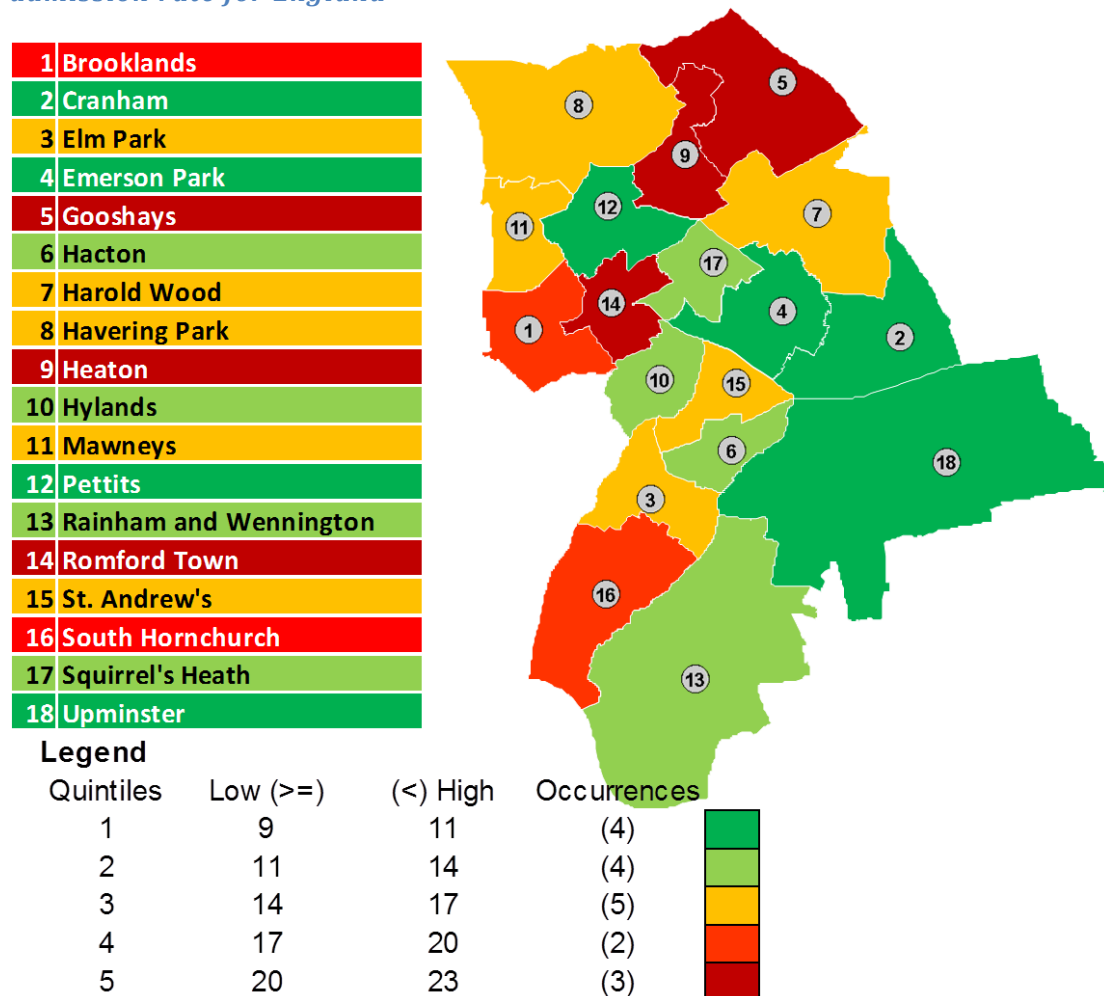 admission rate for England
1 Brooklands
2 Cranham
3 Elm Park
4 Emerson Park
5 Gooshays
6 Hacton
7 Harold Wood
8 Havering Park
9 Heaton
10 Hylands
11 Mawneys
12 Pettits
13 Rainham and Wennington
14 Romford Town
15 St. Andrew's
16 South Hornchurch
17 Squirrel's Heath
18 Upminster
5
8
9
12
7
11
17
14
4
1
2
10
15
6
18
3
16
13
Legend
Quintiles Low (>=) (<) High Occurrences
1 9 11 (4)
2 11 14 (4)
3 14 17 (5)
4 17 20 (2)
5 20 23 (3)